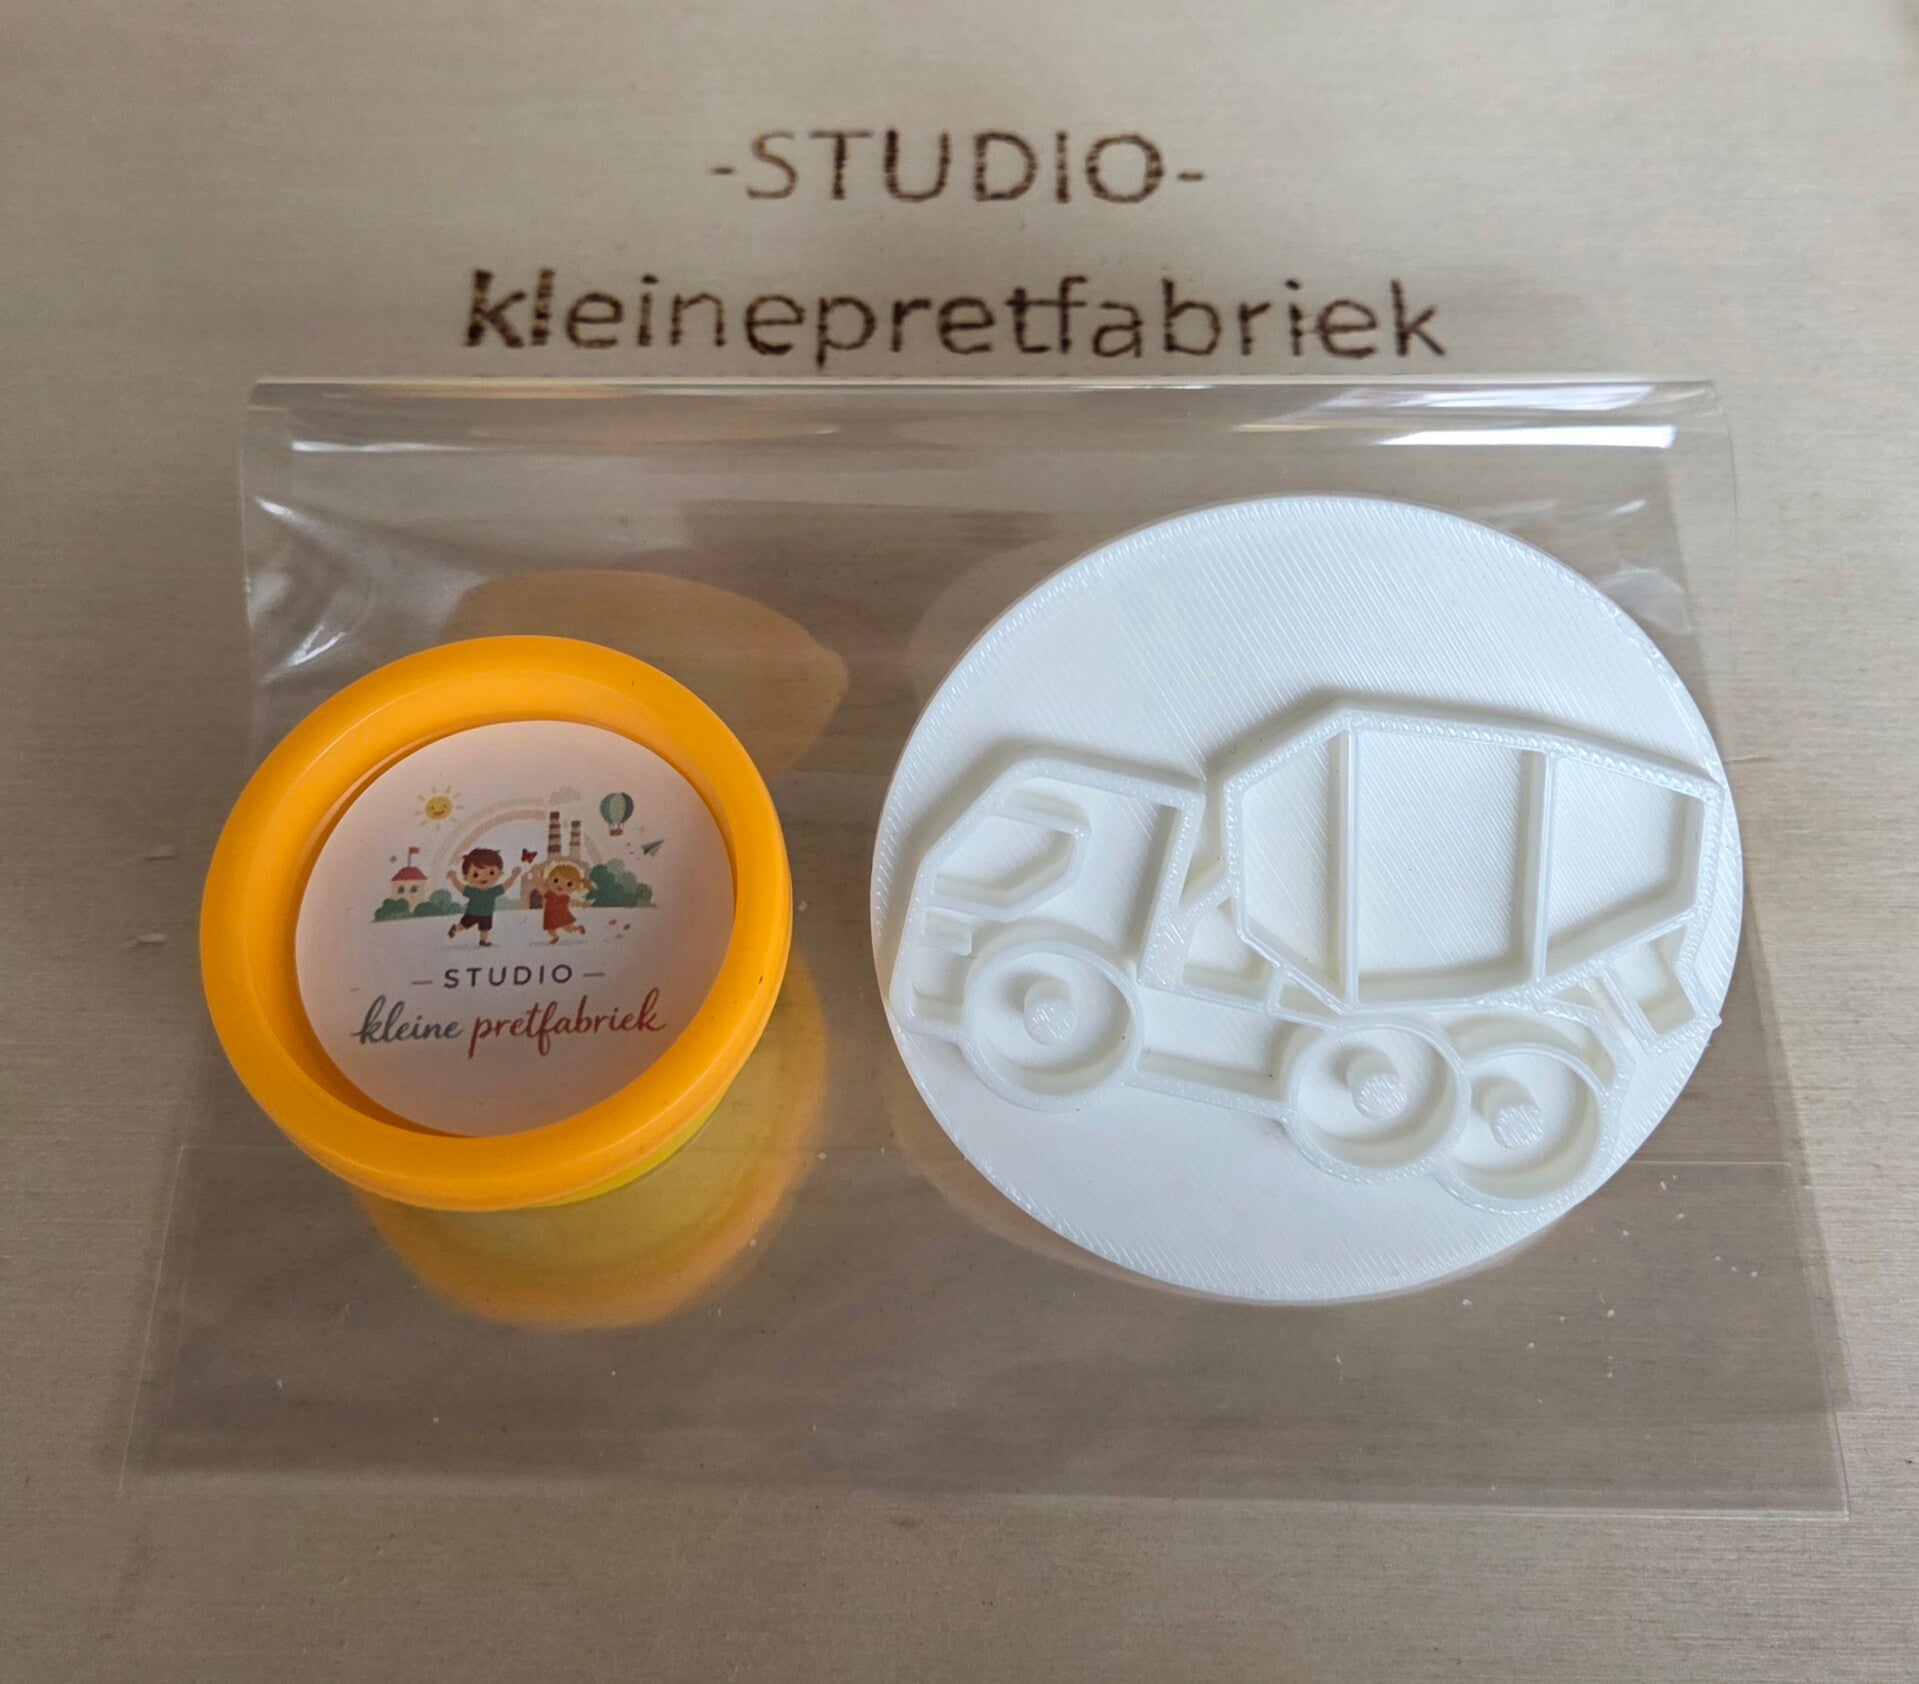 -STUDIO-
kleinepretfabriek
— STUDIO —
kleine pretfabriek